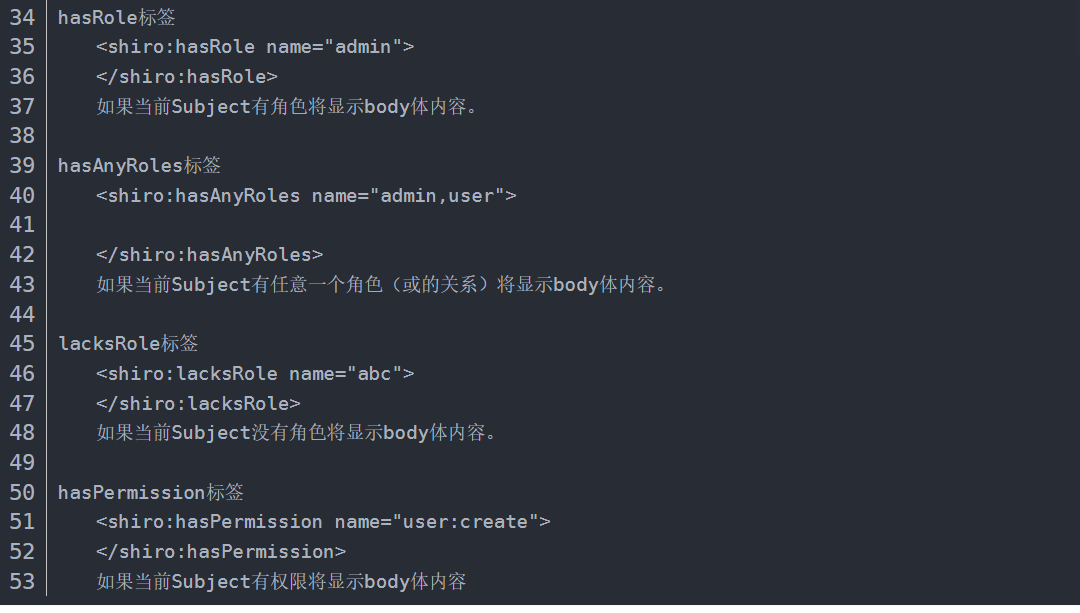 34 hasRole标签
35 <shiro:hasRole name="admin">
36 </shiro:hasRole>
37 如果当前Subject有角色将显示body体内容。
38
39 hasAnyRoles标签
40 <shiro:hasAnyRoles name="admin,user">
41
42 </shiro:hasAnyRoles>
43 如果当前Subject有任意一个角色（或的关系）将显示body体内容。
44
45 lacksRole标签
46 <shiro:lacksRole name="abc">
47 </shiro:lacksRole>
48 如果当前Subject没有角色将显示body体内容。
49
50 hasPermission标签
51 <shiro:hasPermission name="user:create">
52 </shiro:hasPermission>
53 如果当前Subject有权限将显示body体内容